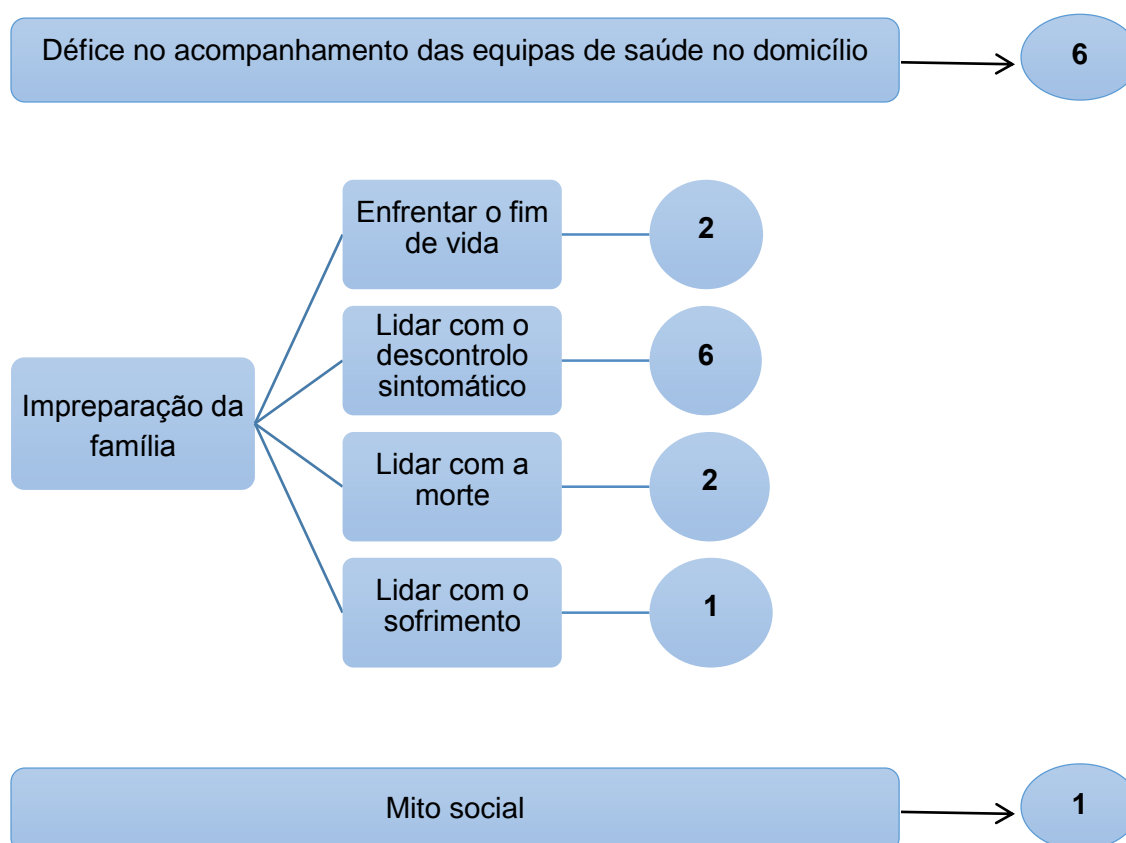 Défice no acompanhamento das equipas de saúde no domicílio
6
Impreparação da
família
Enfrentar o fim
de vida
2
Lidar com o
descontrolo
sintomático
6
Lidar com a
morte
2
Lidar com o
sofrimento
1
Mito social
1